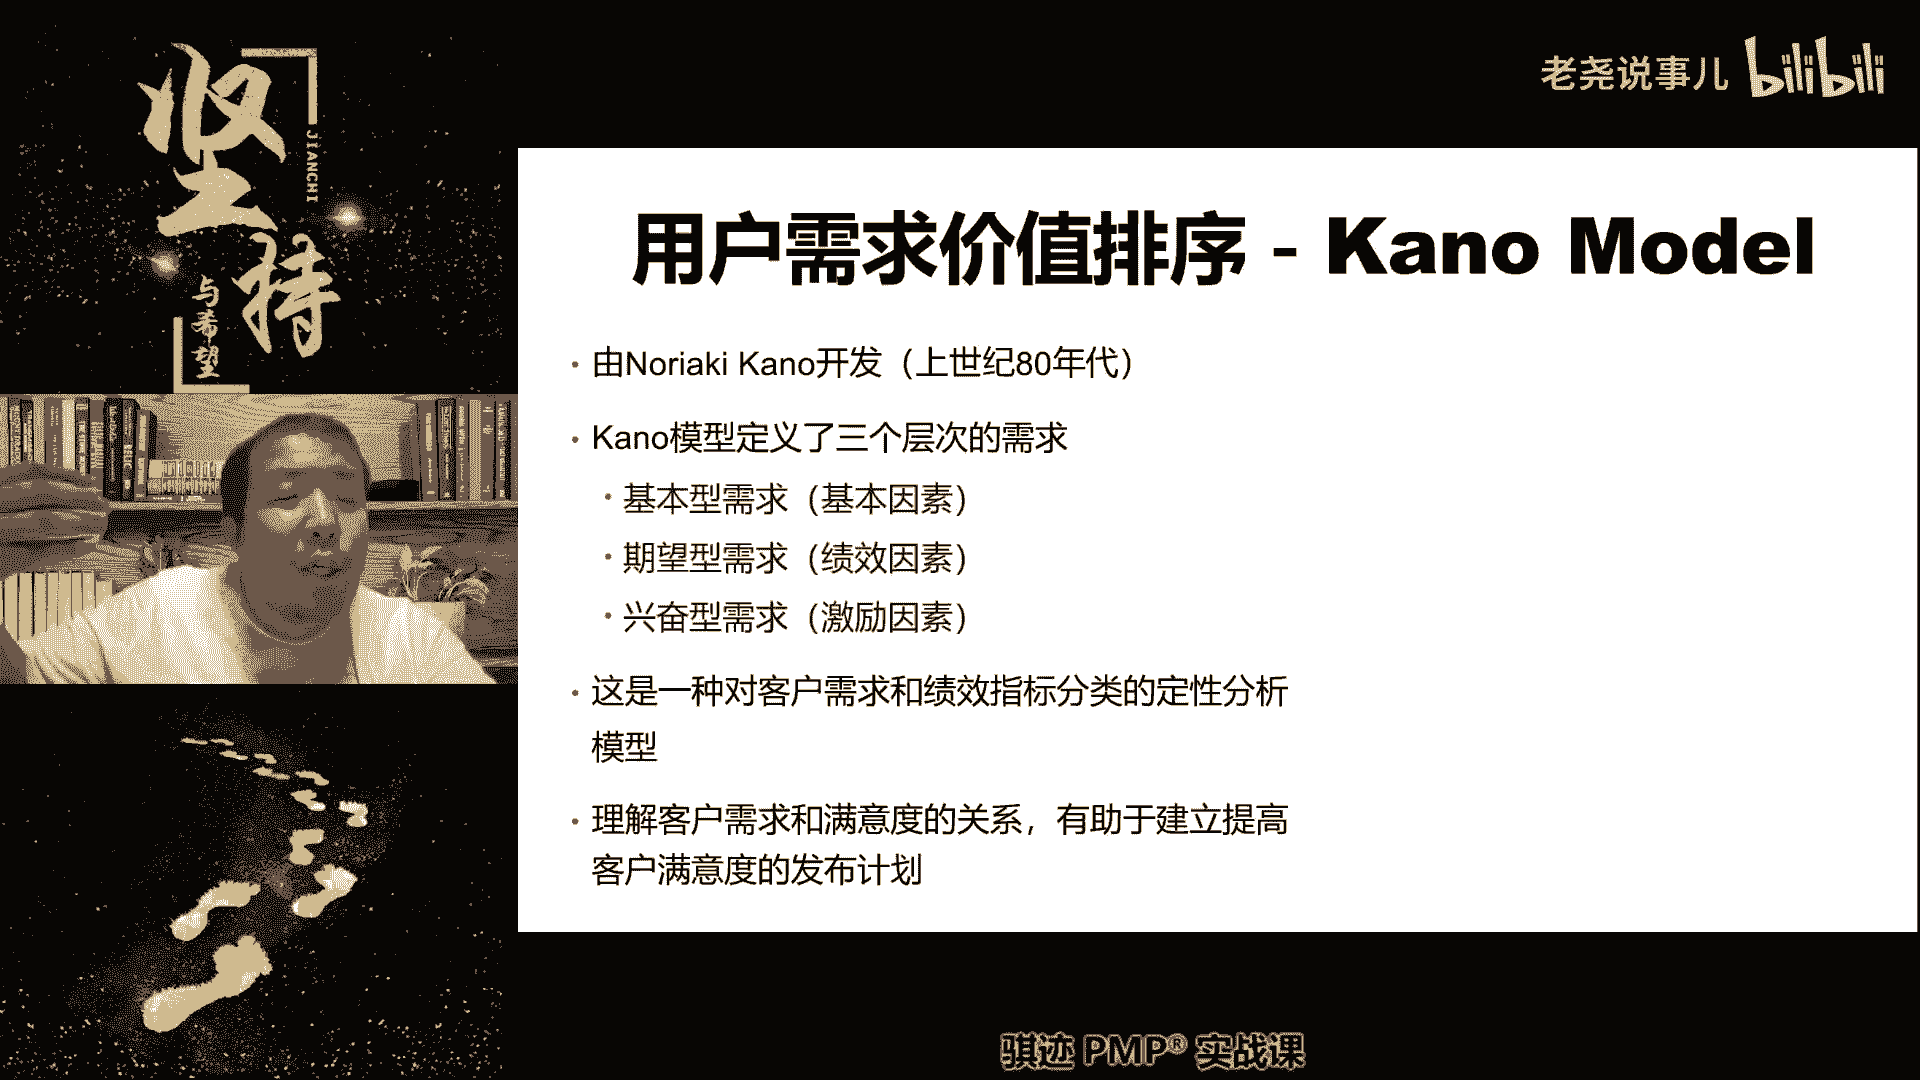 坚持
JIANCHI
与希望
老尧说事儿 bilibili
用户需求价值排序 - Kano Model
·由Noriaki Kano开发（上世纪80年代）
·Kano模型定义了三个层次的需求
·基本型需求（基本因素）
·期望型需求（绩效因素）
·兴奋型需求（激励因素）
·这是一种对客户需求和绩效指标分类的定性分析
模型
·理解客户需求和满意度的关系，有助于建立提高
客户满意度的发布计划
骐迹 PMP® 实战课